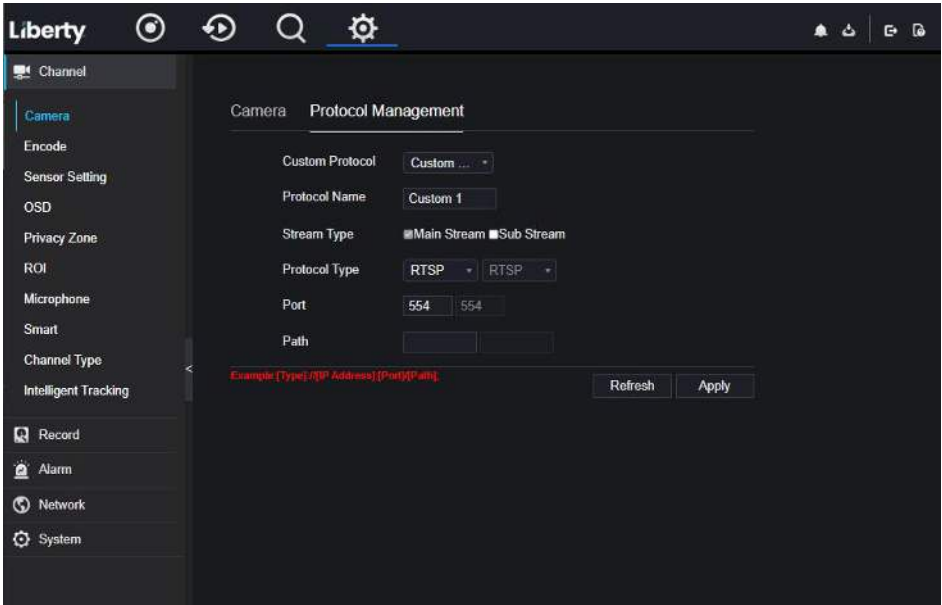 Liberty
Channel
Camera
Encode
Sensor Setting
OSD
Privacy Zone
ROI
Microphone
Smart
Channel Type
Intelligent Tracking
Record
Alarm
Network
System
Camera Protocol Management
Custom Protocol Custom ...
Protocol Name Custom 1
Stream Type Main Stream Sub Stream
Protocol Type RTSP RTSP
Port 554 554
Path
Example:[Type]://[IP Address]:[Port]/[Path];
Refresh Apply
<